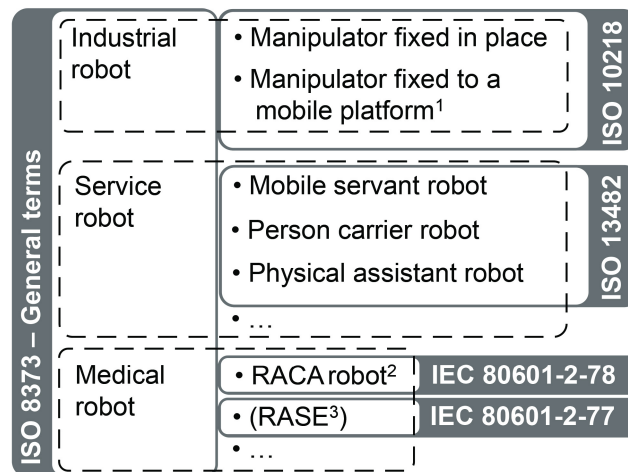 ISO 8373 – General terms
Industrial
robot
• Manipulator fixed in place
• Manipulator fixed to a
mobile platform¹
ISO 10218
Service
robot
• Mobile servant robot
• Person carrier robot
• Physical assistant robot
• ...
ISO 13482
Medical
robot
• RACA robot²
IEC 80601-2-78
• (RASE³)
IEC 80601-2-77
• ...